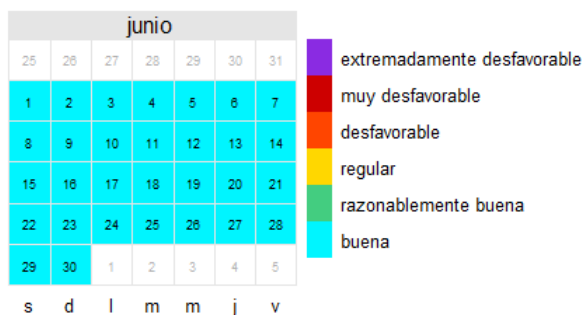 junio
25 26 27 28 29 30 31
1 2 3 4 5 6 7
8 9 10 11 12 13 14
15 16 17 18 19 20 21
22 23 24 25 26 27 28
29 30 1 2 3 4 5
s d l m m j v
extremadamente desfavorable
muy desfavorable
desfavorable
regular
razonablemente buena
buena